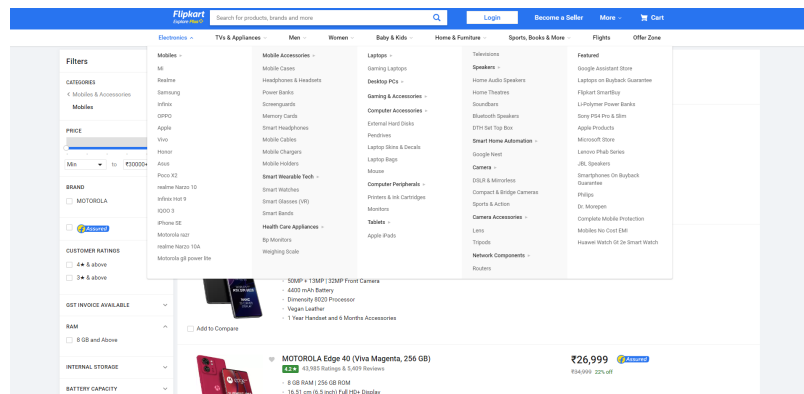 Flipkart
Explore Plus
Search for products, brands and more
Login
Become a Seller
More
Cart
Electronics
TVs & Appliances
Men
Women
Baby & Kids
Home & Furniture
Sports, Books & More
Flights
Offer Zone
Filters
CATEGORIES
< Mobiles & Accessories
Mobiles
PRICE
Min
to
₹30000+
BRAND
MOTOROLA
Assured
CUSTOMER RATINGS
4★ & above
3★ & above
GST INVOICE AVAILABLE
RAM
8 GB and Above
INTERNAL STORAGE
BATTERY CAPACITY
Mobiles >
Mi
Realme
Samsung
Infinix
OPPO
Apple
Vivo
Honor
Asus
Poco X2
realme Narzo 10
Infinix Hot 9
IQOO 3
iPhone SE
Motorola razr
realme Narzo 10A
Motorola g8 power lite
Mobile Accessories >
Mobile Cases
Headphones & Headsets
Power Banks
Screenguards
Memory Cards
Smart Headphones
Mobile Cables
Mobile Chargers
Mobile Holders
Smart Wearable Tech >
Smart Watches
Smart Glasses (VR)
Smart Bands
Health Care Appliances >
Bp Monitors
Weighing Scale
Laptops >
Gaming Laptops
Desktop PCs >
Gaming & Accessories >
Computer Accessories >
External Hard Disks
Pendrives
Laptop Skins & Decals
Laptop Bags
Mouse
Computer Peripherals >
Printers & Ink Cartridges
Monitors
Tablets >
Apple iPads
Televisions
Speakers >
Home Audio Speakers
Home Theatres
Soundbars
Bluetooth Speakers
DTH Set Top Box
Smart Home Automation >
Google Nest
Camera >
DSLR & Mirrorless
Compact & Bridge Cameras
Sports & Action
Camera Accessories >
Lens
Tripods
Network Components >
Routers
Featured
Google Assistant Store
Laptops on Buyback Guarantee
Flipkart SmartBuy
Li-Polymer Power Banks
Sony PS4 Pro & Slim
Apple Products
Microsoft Store
Lenovo Phab Series
JBL Speakers
Smartphones On Buyback
Guarantee
Philips
Dr. Morepen
Complete Mobile Protection
Mobiles No Cost EMI
Huawei Watch Gt 2e Smart Watch
50MP + 13MP | 32MP Front Camera
4400 mAh Battery
Dimensity 8020 Processor
Vegan Leather
1 Year Handset and 6 Months Accessories
Add to Compare
MOTOROLA Edge 40 (Viva Magenta, 256 GB)
4.2★ 43,985 Ratings & 5,409 Reviews
8 GB RAM | 256 GB ROM
16.51 cm (6.5 inch) Full HD+ Display
₹26,999
Assured
₹34,999 22% off